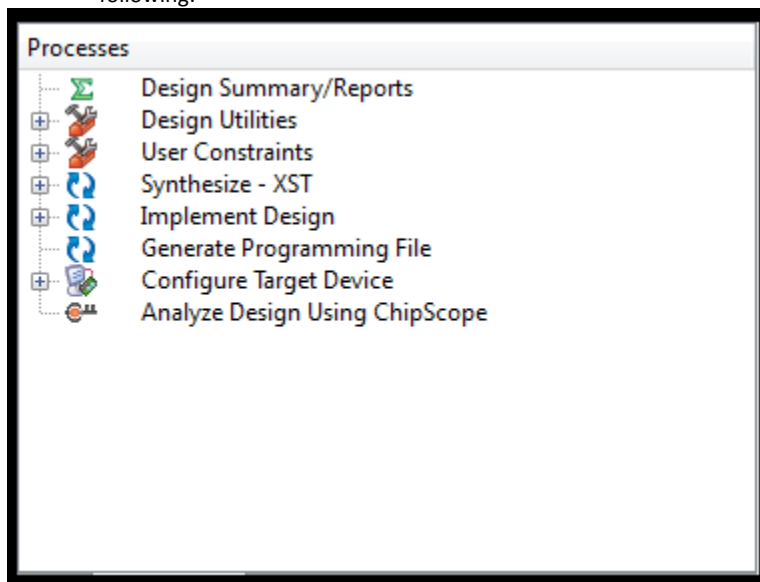 following:
Processes
Design Summary/Reports
Design Utilities
User Constraints
Synthesize - XST
Implement Design
Generate Programming File
Configure Target Device
Analyze Design Using ChipScope